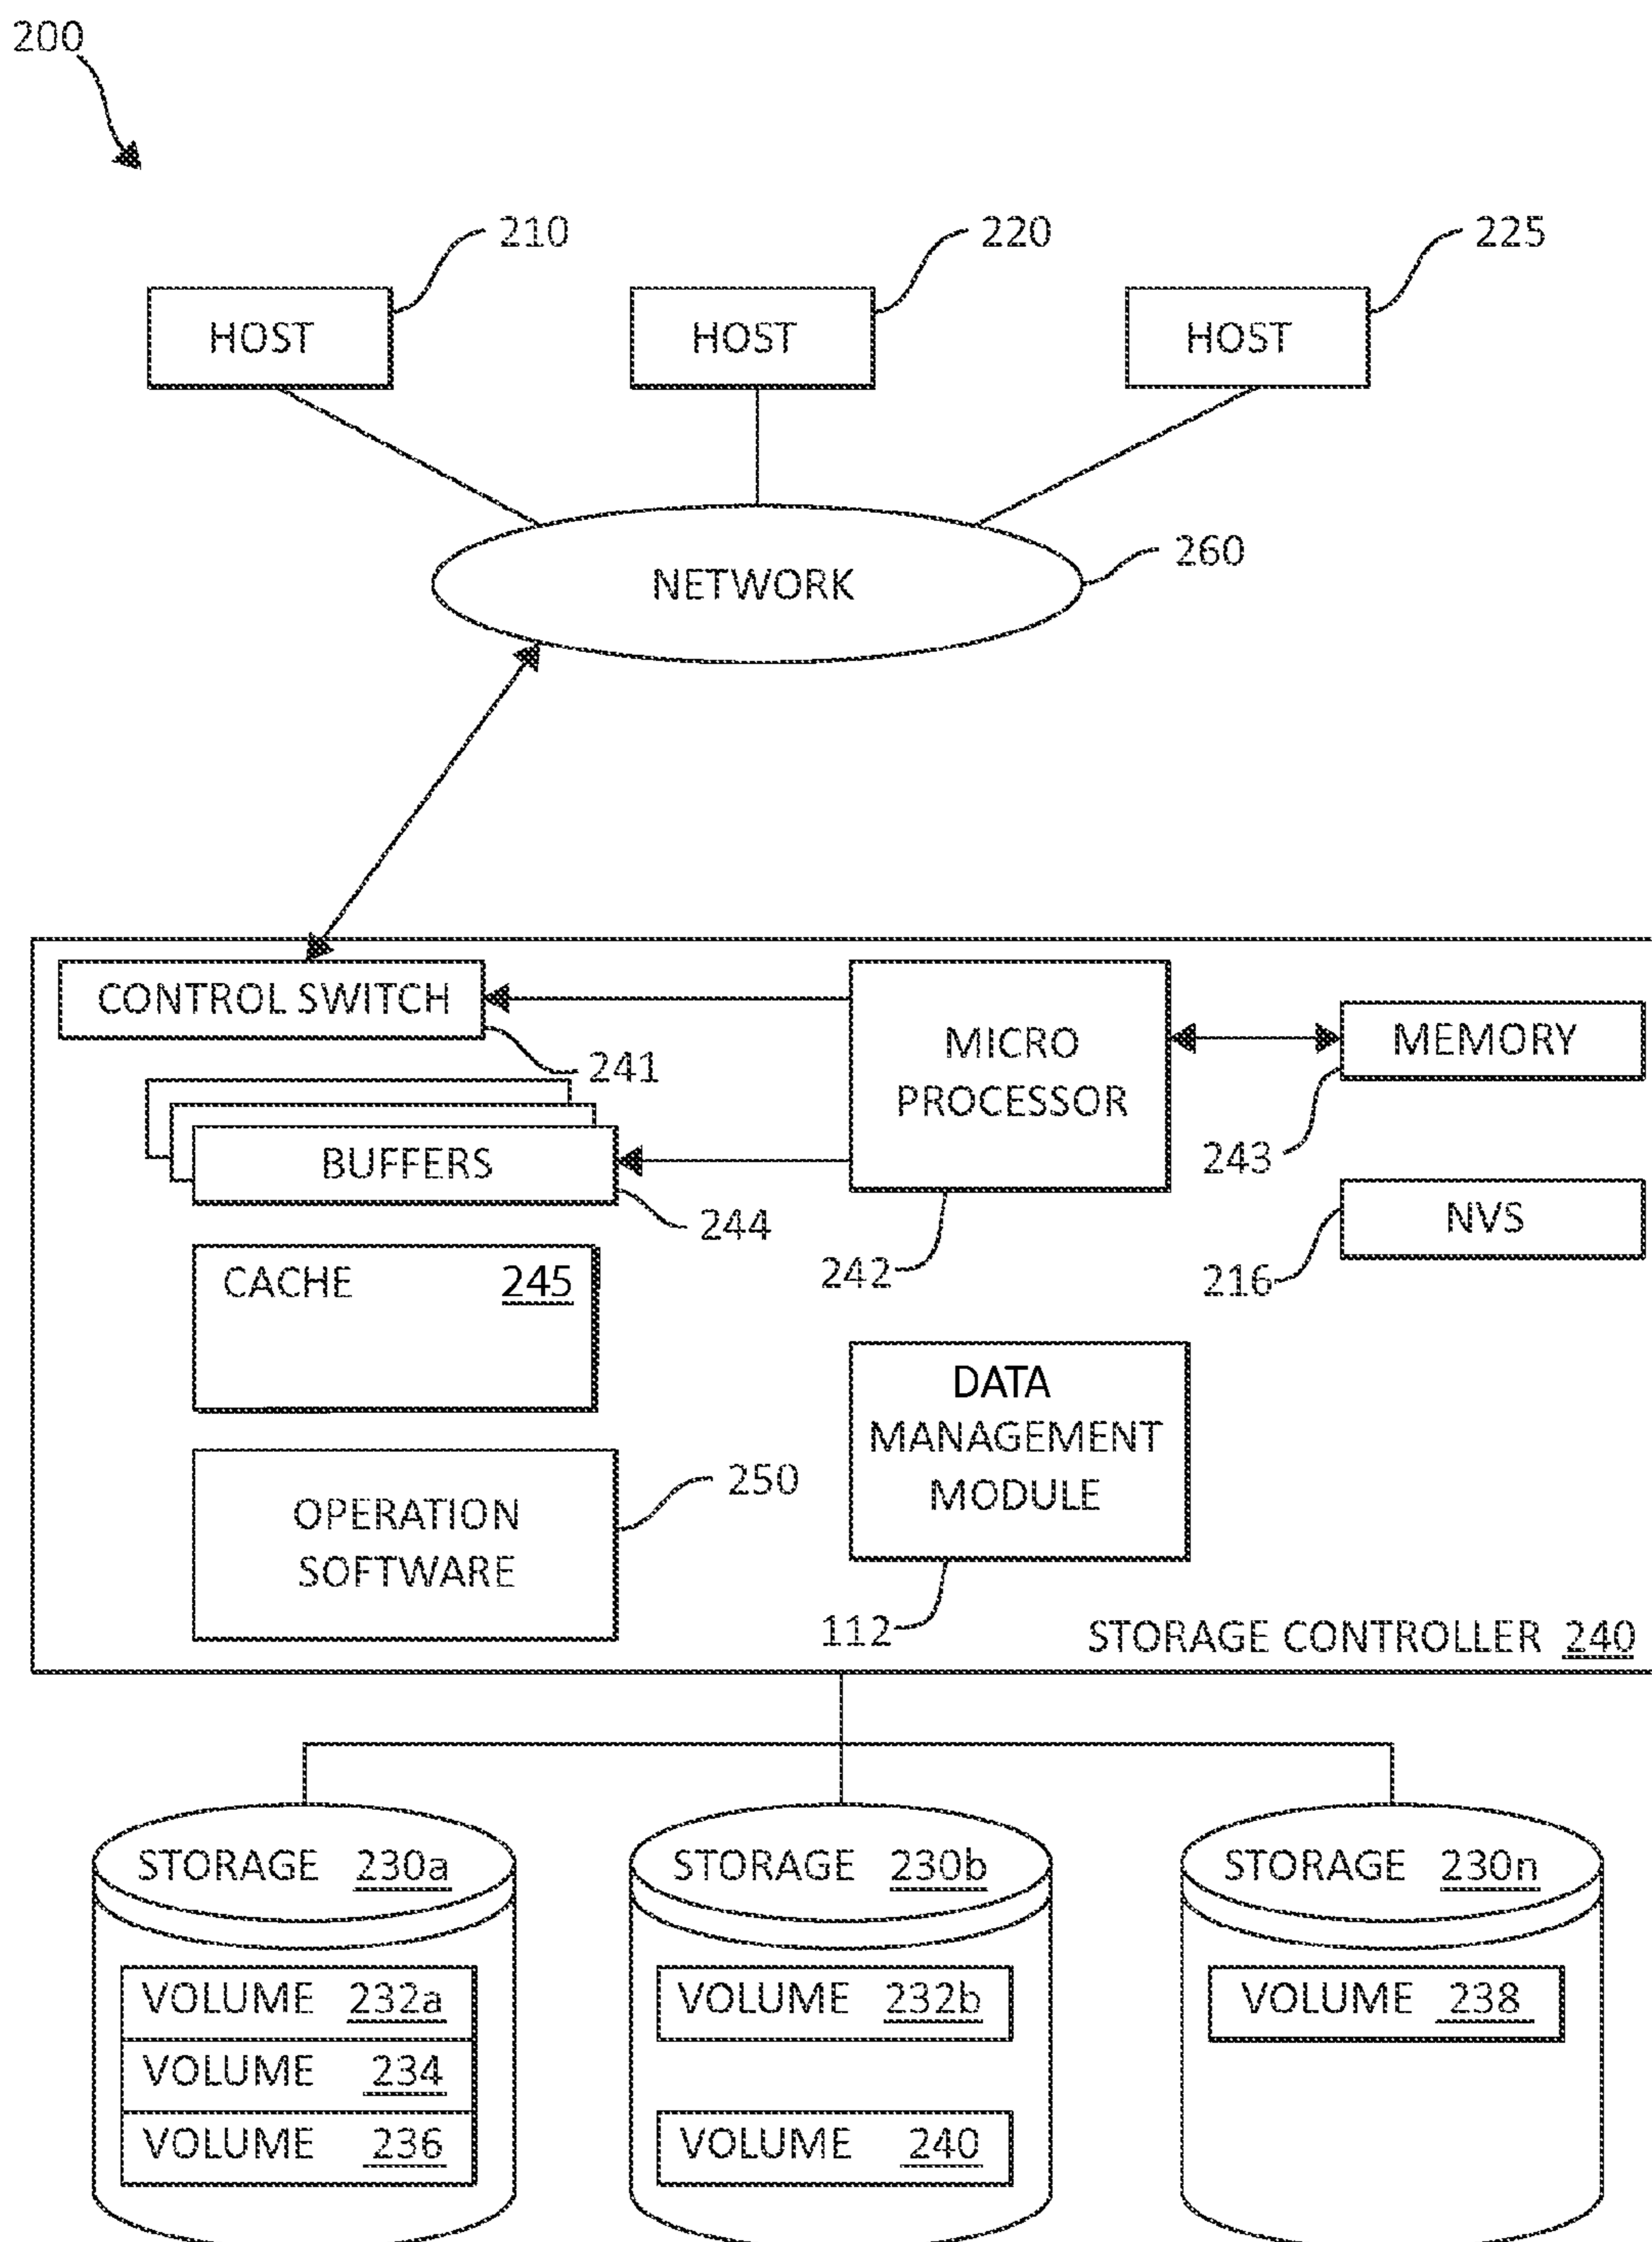 200
210
220
225
HOST
HOST
HOST
260
NETWORK
CONTROL SWITCH
241
MICRO
PROCESSOR
242
MEMORY
243
BUFFERS
244
NVS
216
CACHE 245
DATA
MANAGEMENT
MODULE
112
OPERATION
SOFTWARE
250
STORAGE CONTROLLER 240
STORAGE 230a
VOLUME 232a
VOLUME 234
VOLUME 236
STORAGE 230b
VOLUME 232b
VOLUME 240
STORAGE 230n
VOLUME 238